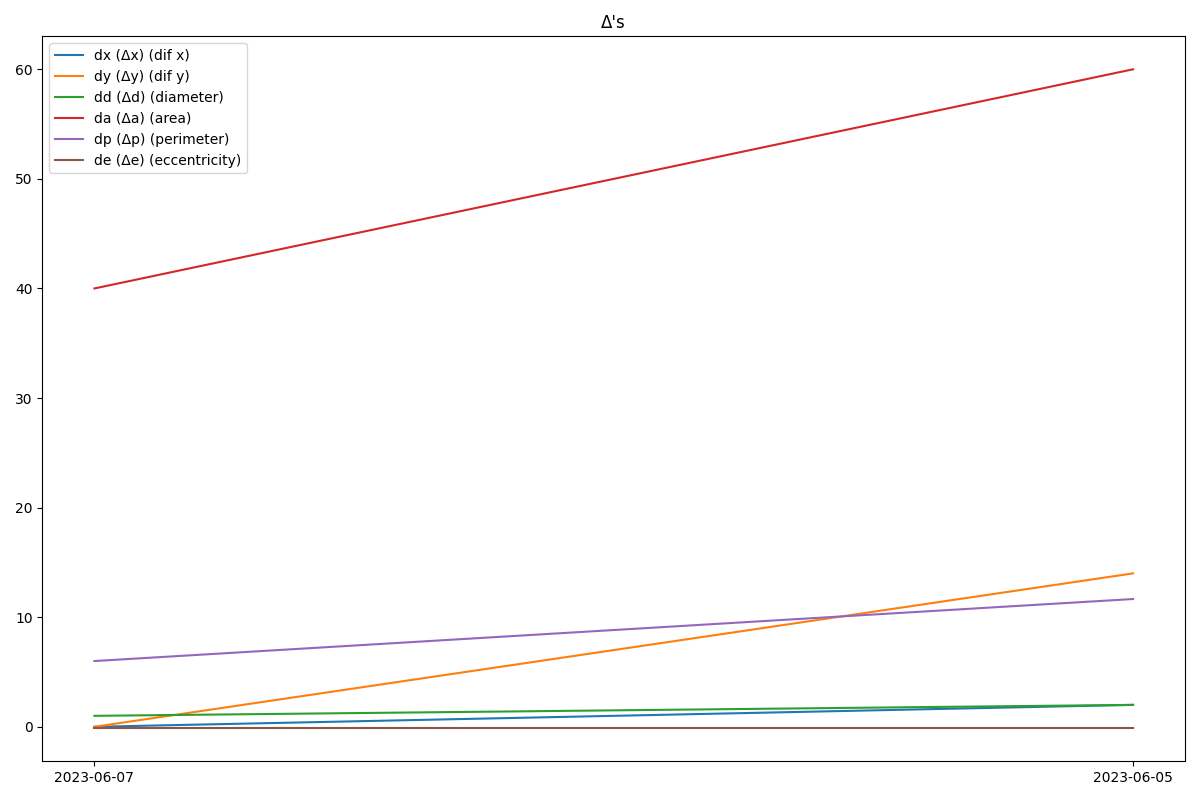 Δ's
dx (Δx) (dif x)
dy (Δy) (dif y)
dd (Δd) (diameter)
da (Δa) (area)
dp (Δp) (perimeter)
de (Δe) (eccentricity)
60
50
40
30
20
10
0
2023-06-07 2023-06-05